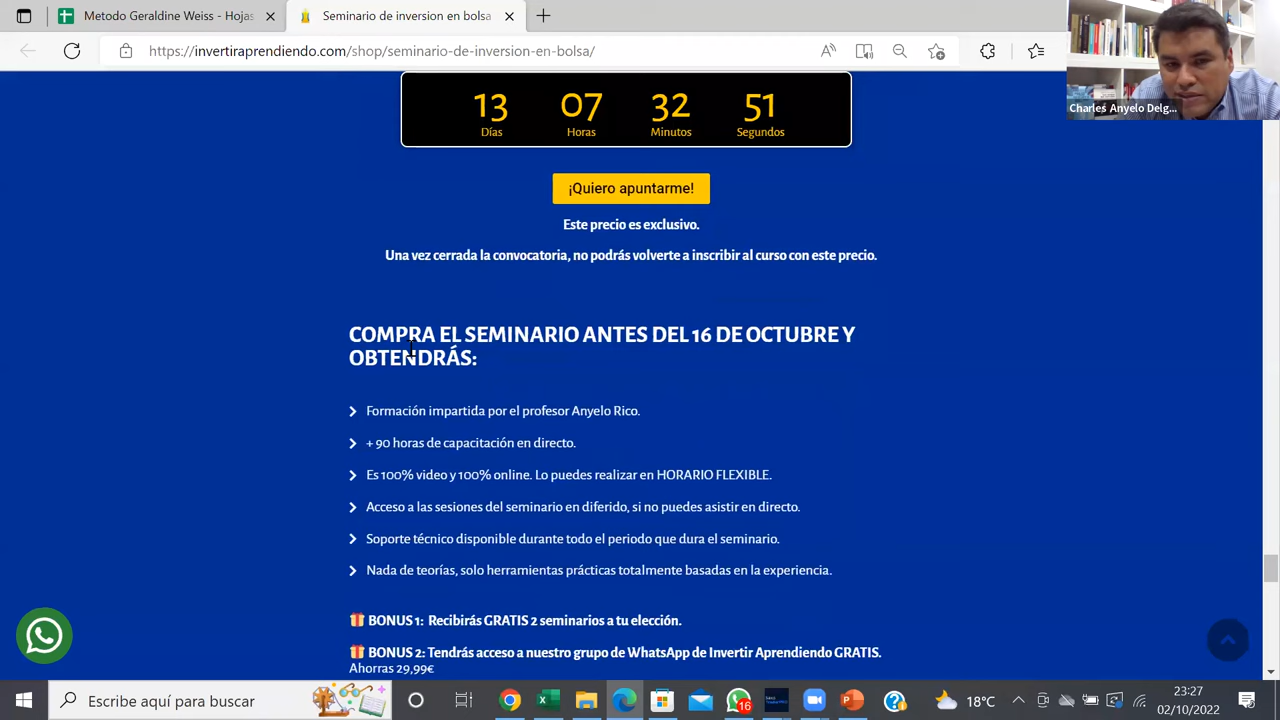 Metodo Geraldine Weiss - Hojas
Seminario de inversion en bolsa
https://invertiraprendiendo.com/shop/seminario-de-inversion-en-bolsa/
Charles Anyelo Delg...
13 07 32 51
Días Horas Minutos Segundos
¡Quiero apuntarme!
Este precio es exclusivo.
Una vez cerrada la convocatoria, no podrás volverte a inscribir al curso con este precio.
COMPRA EL SEMINARIO ANTES DEL 16 DE OCTUBRE Y
OBTENDRÁS:
Formación impartida por el profesor Anyelo Rico.
+ 90 horas de capacitación en directo.
Es 100% video y 100% online. Lo puedes realizar en HORARIO FLEXIBLE.
Acceso a las sesiones del seminario en diferido, si no puedes asistir en directo.
Soporte técnico disponible durante todo el periodo que dura el seminario.
Nada de teorías, solo herramientas prácticas totalmente basadas en la experiencia.
BONUS 1: Recibirás GRATIS 2 seminarios a tu elección.
BONUS 2: Tendrás acceso a nuestro grupo de WhatsApp de Invertir Aprendiendo GRATIS.
Ahorras 29,99€
Escribe aquí para buscar
16
18°C
23:27
02/10/2022